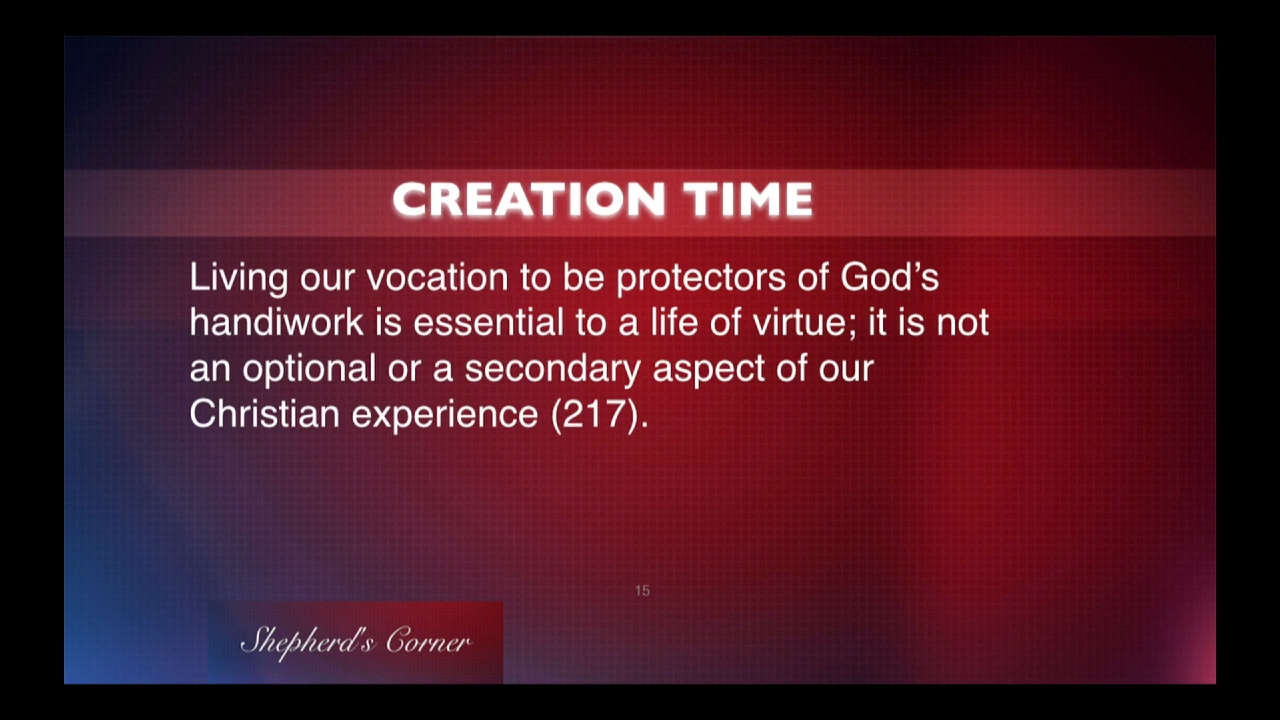 CREATION TIME
Living our vocation to be protectors of God’s
handiwork is essential to a life of virtue; it is not
an optional or a secondary aspect of our
Christian experience (217).
15
Shepherd's Corner